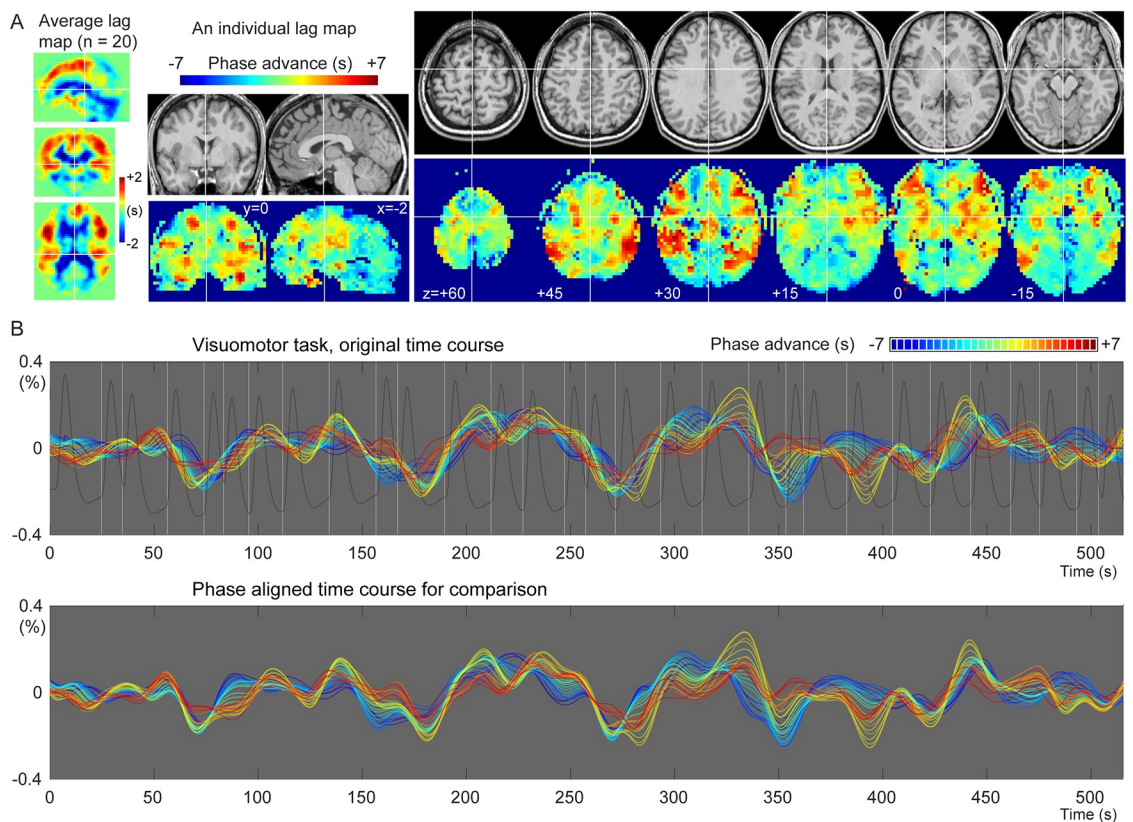 A
Average lag
map (n = 20)
An individual lag map
-7 Phase advance (s) +7
+2
(s)
-2
y=0
x=-2
z=+60
+45
+30
+15
0
-15
B
Visuomotor task, original time course
Phase advance (s) -7 +7
0.4
(%)
0
-0.4
0 50 100 150 200 250 300 350 400 450 500
Time (s)
Phase aligned time course for comparison
0.4
(%)
0
-0.4
0 50 100 150 200 250 300 350 400 450 500
Time (s)